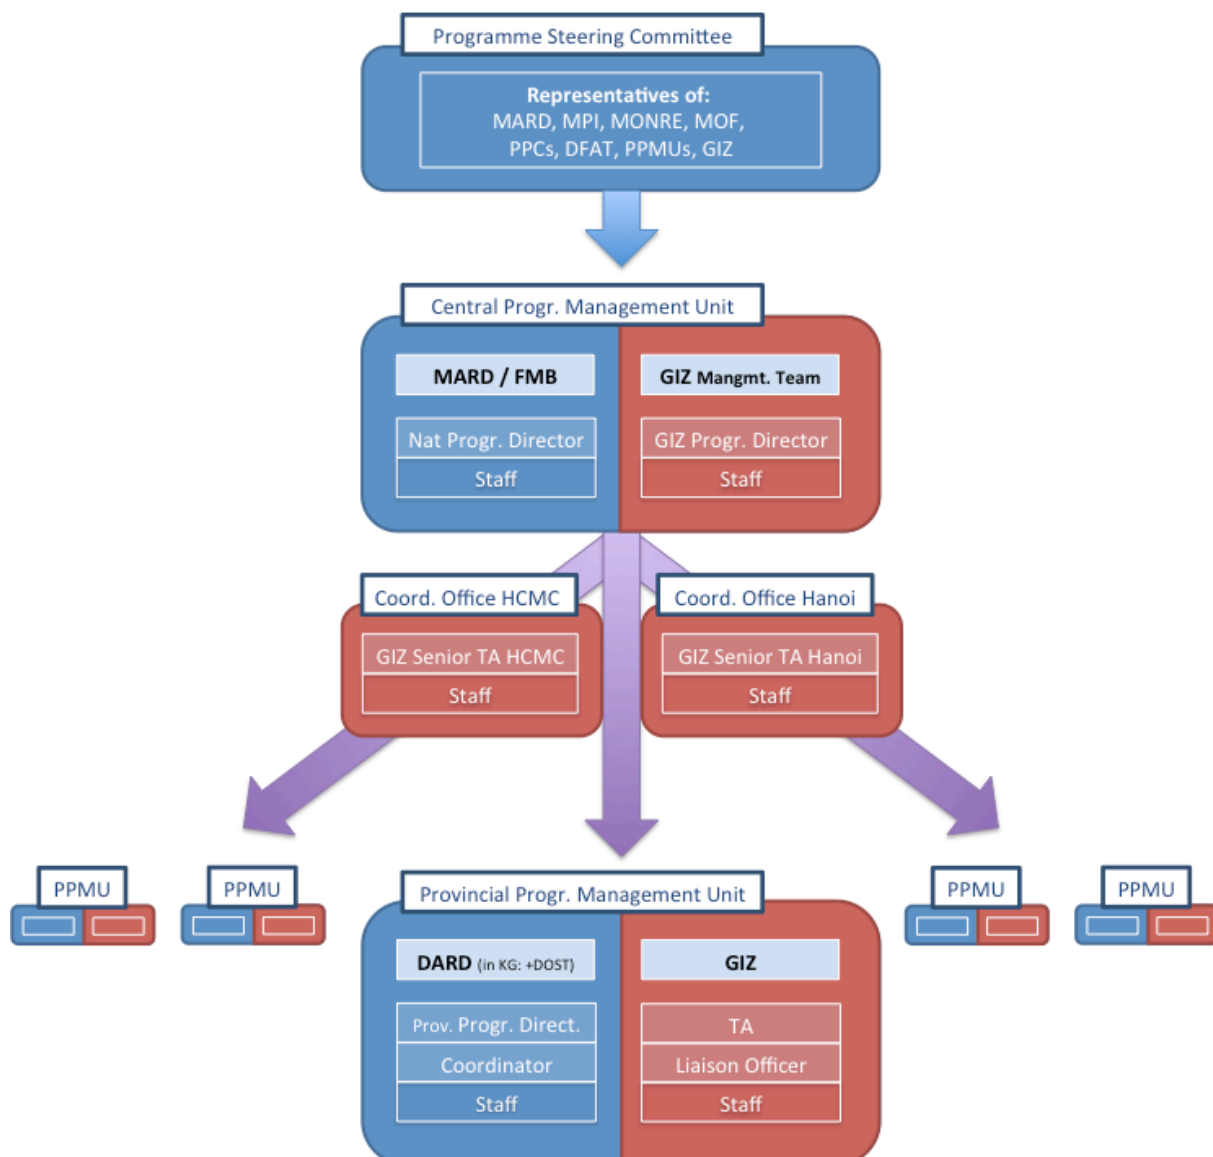 Programme Steering Committee
Representatives of:
MARD, MPI, MONRE, MOF,
PPCs, DFAT, PPMUs, GIZ
Central Progr. Management Unit
MARD / FMB
GIZ Mangmt. Team
Nat Progr. Director
GIZ Progr. Director
Staff
Staff
Coord. Office HCMC
Coord. Office Hanoi
GIZ Senior TA HCMC
GIZ Senior TA Hanoi
Staff
Staff
PPMU
PPMU
Provincial Progr. Management Unit
PPMU
PPMU
DARD (in KG: +DOST)
GIZ
Prov. Progr. Direct.
TA
Coordinator
Liaison Officer
Staff
Staff